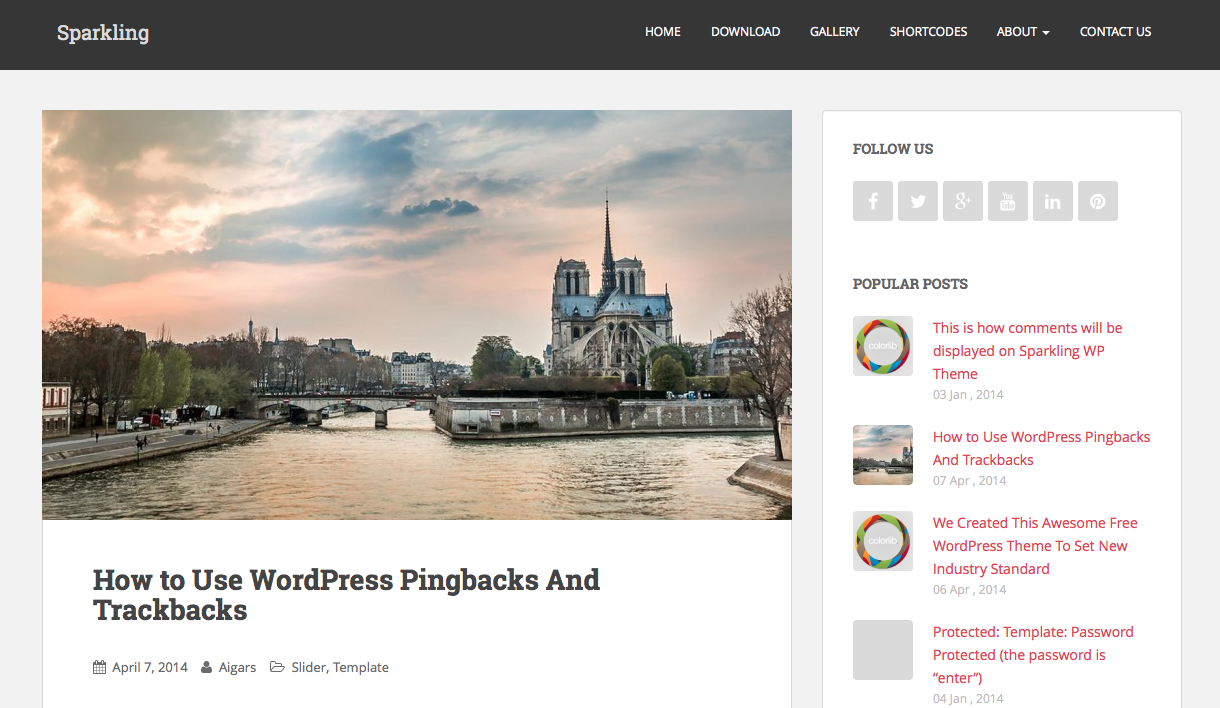 Sparkling
HOME DOWNLOAD GALLERY SHORTCODES ABOUT CONTACT US
FOLLOW US
You
Tube
POPULAR POSTS
colorlib
This is how comments will be
displayed on Sparkling WP
Theme
03 Jan , 2014
How to Use WordPress Pingbacks
And Trackbacks
07 Apr , 2014
colorlib
We Created This Awesome Free
WordPress Theme To Set New
Industry Standard
06 Apr , 2014
Protected: Template: Password
Protected (the password is
“enter”)
04 Jan , 2014
How to Use WordPress Pingbacks And
Trackbacks
April 7, 2014 Aigars Slider, Template